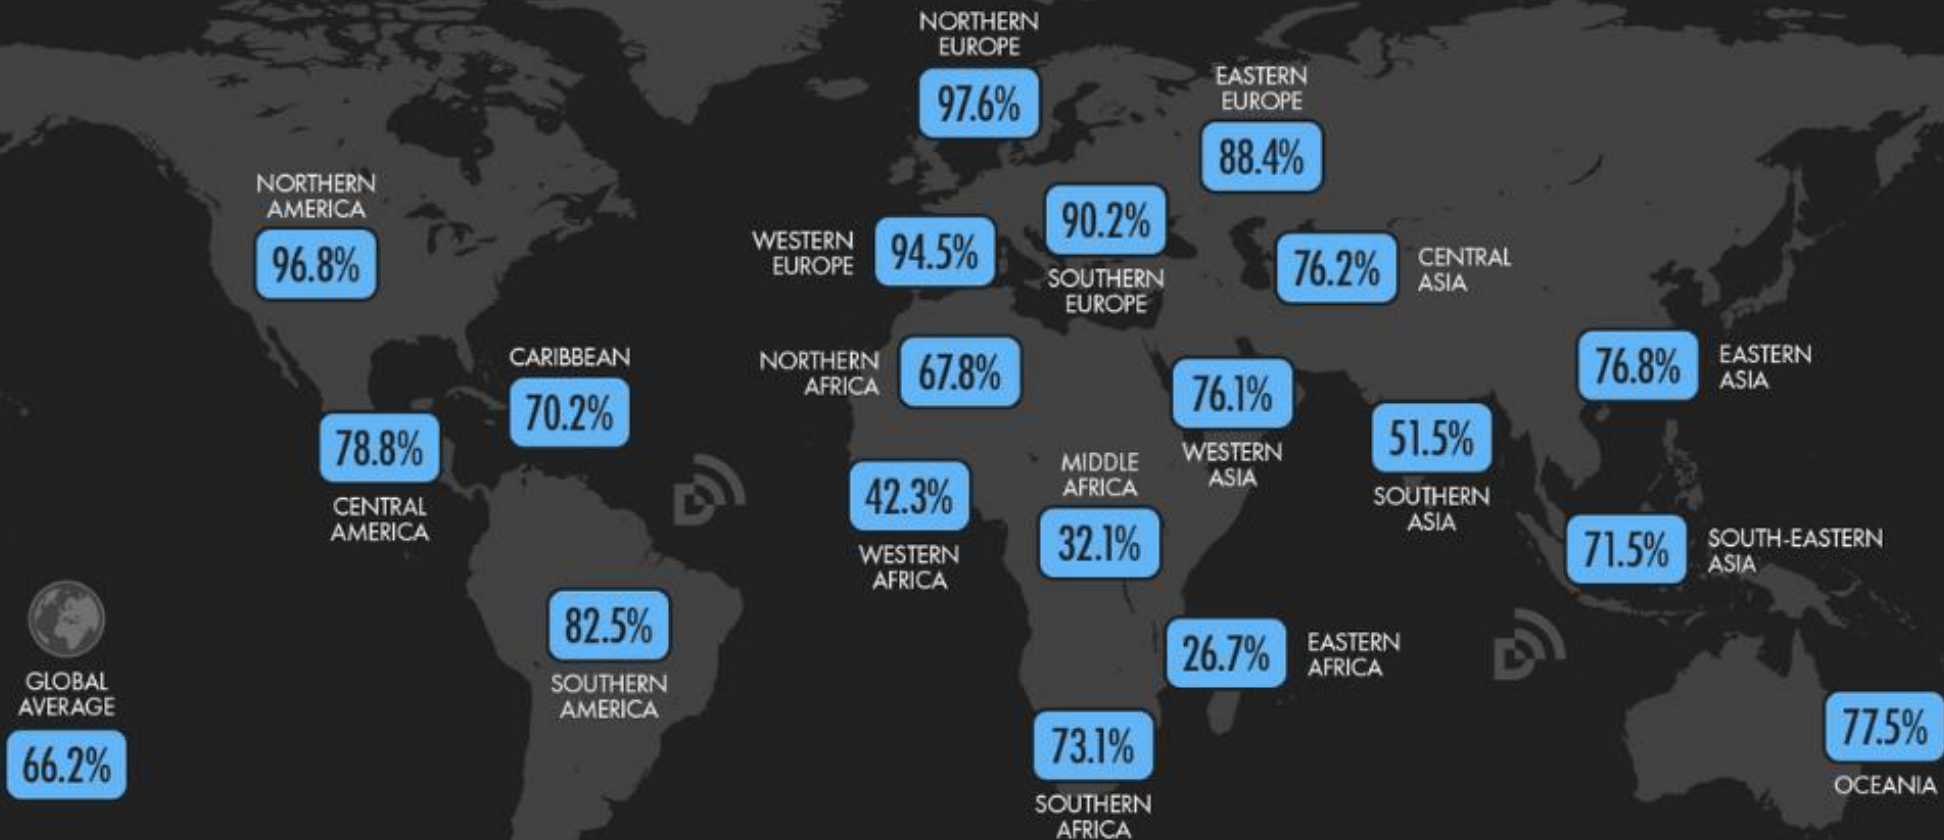 NORTHERN
EUROPE
97.6%
EASTERN
EUROPE
88.4%
NORTHERN
AMERICA
96.8%
WESTERN
EUROPE
94.5%
90.2%
SOUTHERN
EUROPE
76.2%
CENTRAL
ASIA
CARIBBEAN
70.2%
NORTHERN
AFRICA
67.8%
76.1%
WESTERN
ASIA
76.8%
EASTERN
ASIA
78.8%
CENTRAL
AMERICA
51.5%
SOUTHERN
ASIA
42.3%
WESTERN
AFRICA
MIDDLE
AFRICA
32.1%
71.5%
SOUTH-EASTERN
ASIA
82.5%
SOUTHERN
AMERICA
26.7%
EASTERN
AFRICA
GLOBAL
AVERAGE
66.2%
73.1%
SOUTHERN
AFRICA
77.5%
OCEANIA